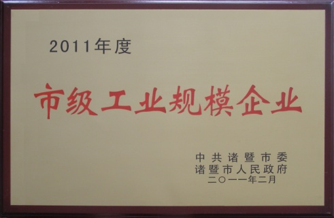 2011年度
市级工业规模企业
中共诸暨市委
诸暨市人民政府
二〇一一年二月